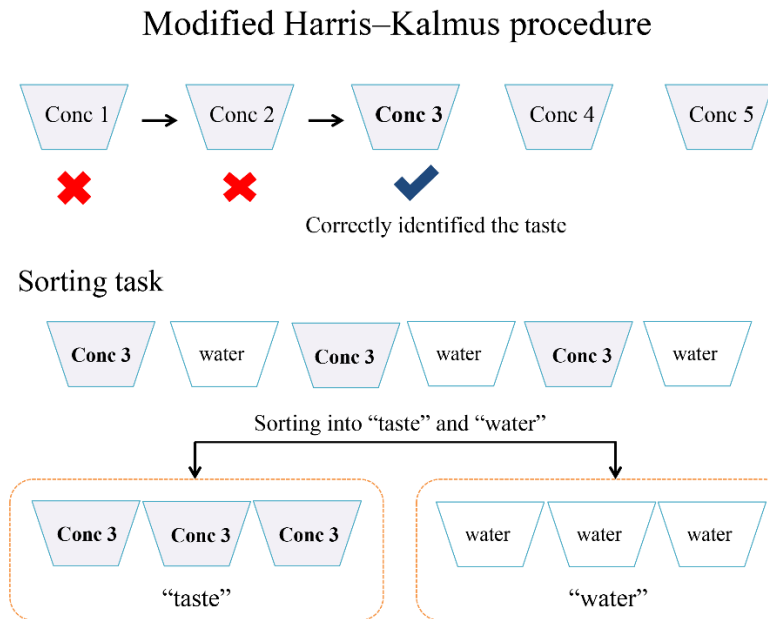 Modified Harris–Kalmus procedure
Conc 1
Conc 2
Conc 3
Conc 4
Conc 5
Correctly identified the taste
Sorting task
Conc 3
water
Conc 3
water
Conc 3
water
Sorting into “taste” and “water”
Conc 3
Conc 3
Conc 3
water
water
water
“taste”
“water”